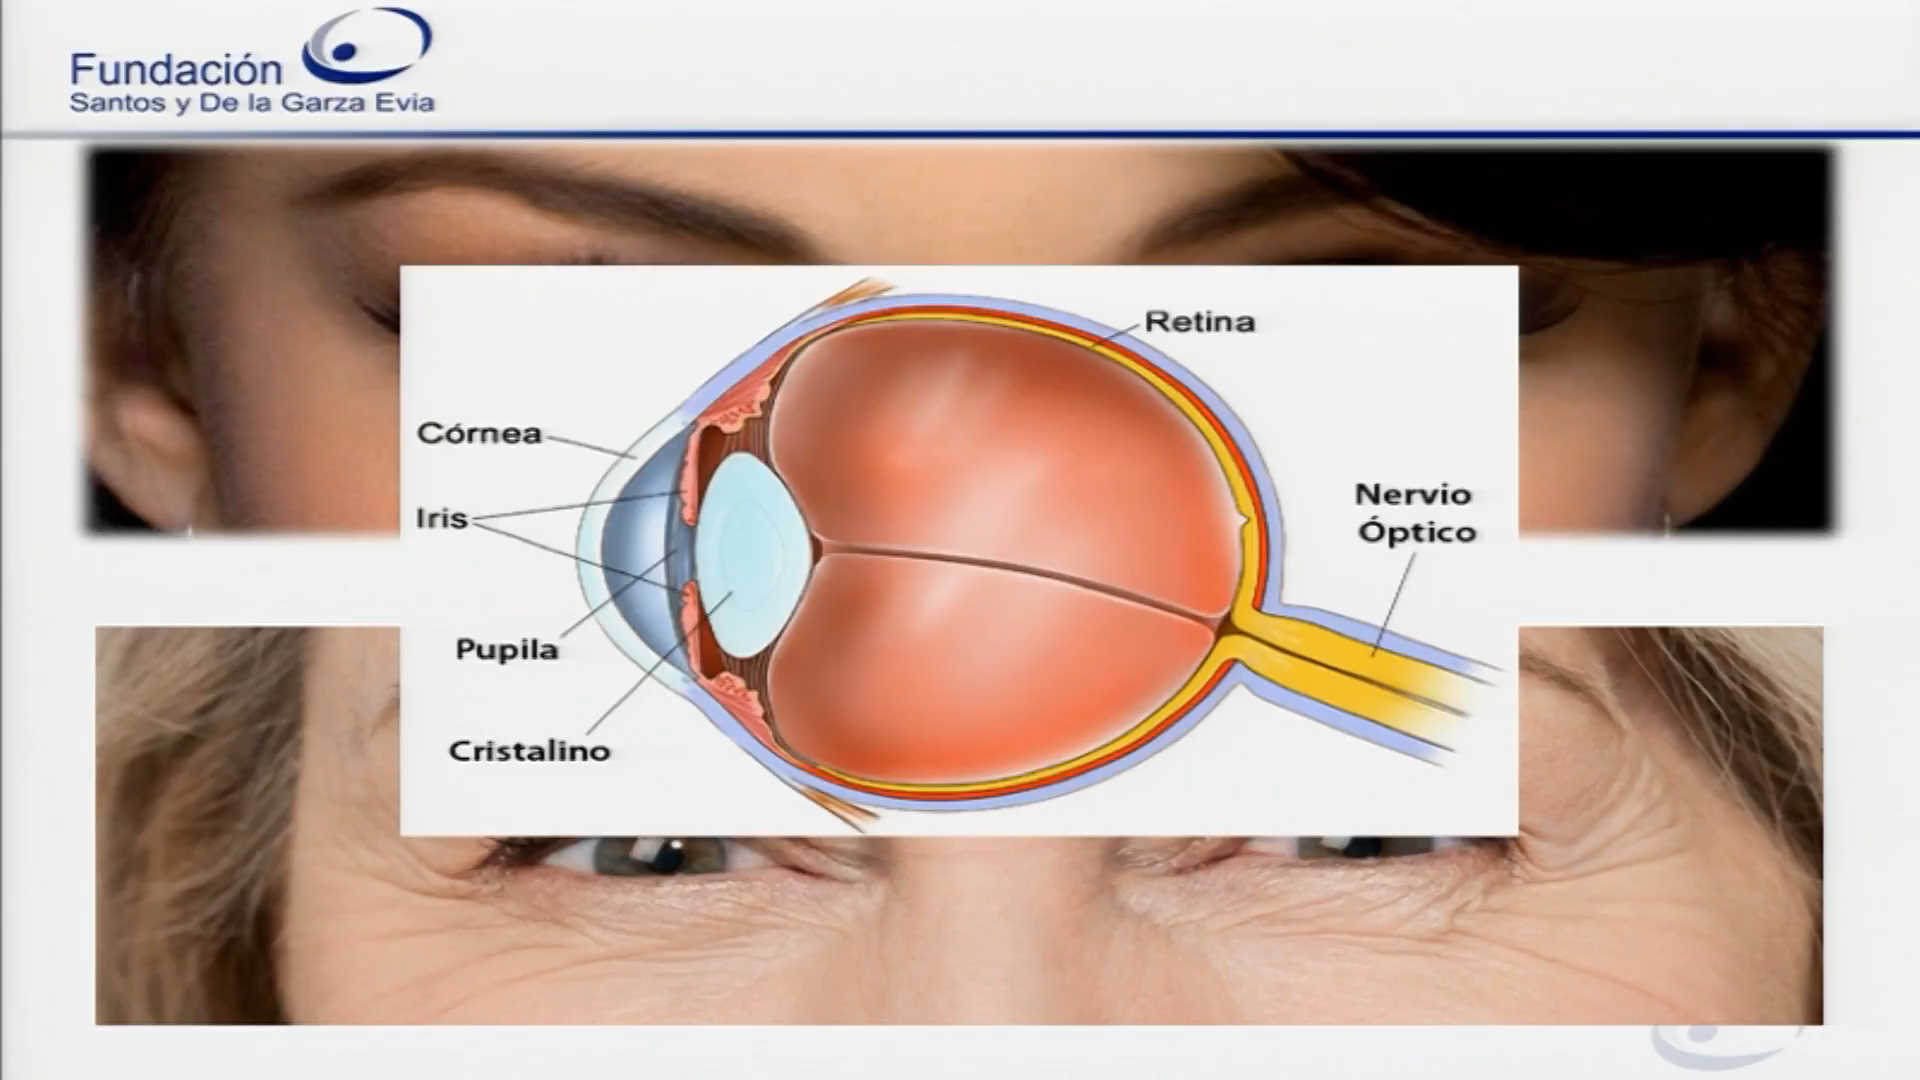 Fundación
Santos y De la Garza Evia
Retina
Córnea
Nervio
Óptico
Iris
Pupila
Cristalino